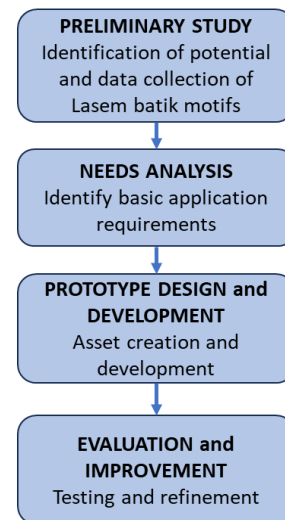 PRELIMINARY STUDY
Identification of potential
and data collection of
Lasem batik motifs
NEEDS ANALYSIS
Identify basic application
requirements
PROTOTYPE DESIGN and
DEVELOPMENT
Asset creation and
development
EVALUATION and
IMPROVEMENT
Testing and refinement